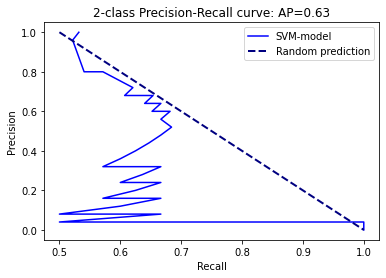 2-class Precision-Recall curve: AP=0.63
SVM-model
Random prediction
Precision
1.0
0.8
0.6
0.4
0.2
0.0
0.5
0.6
0.7
0.8
0.9
1.0
Recall